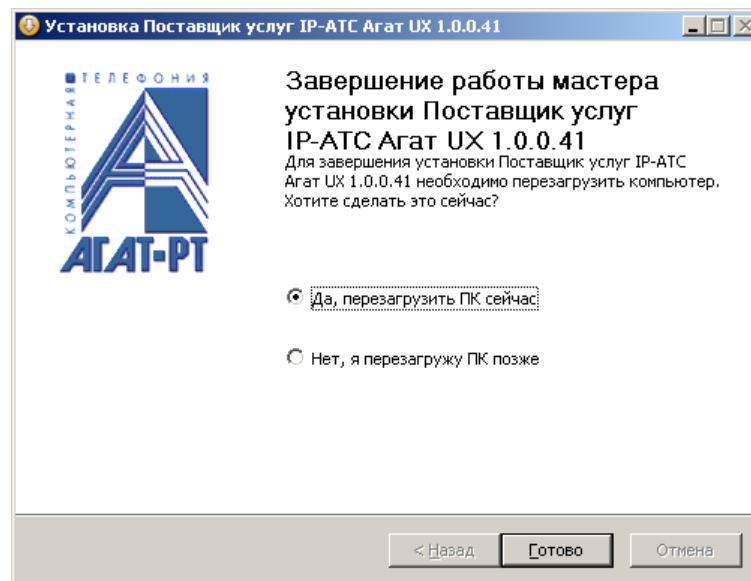 Установка Поставщик услуг IP-АТС Агат UX 1.0.0.41
ТЕЛЕФОНИЯ
КОМПЬЮТЕРНАЯ
АГАТ-РТ
Завершение работы мастера
установки Поставщик услуг
IP-АТС Агат UX 1.0.0.41
Для завершения установки Поставщик услуг IP-АТС
Агат UX 1.0.0.41 необходимо перезагрузить компьютер.
Хотите сделать это сейчас?
Да, перезагрузить ПК сейчас
Нет, я перезагружу ПК позже
< Назад
Готово
Отмена